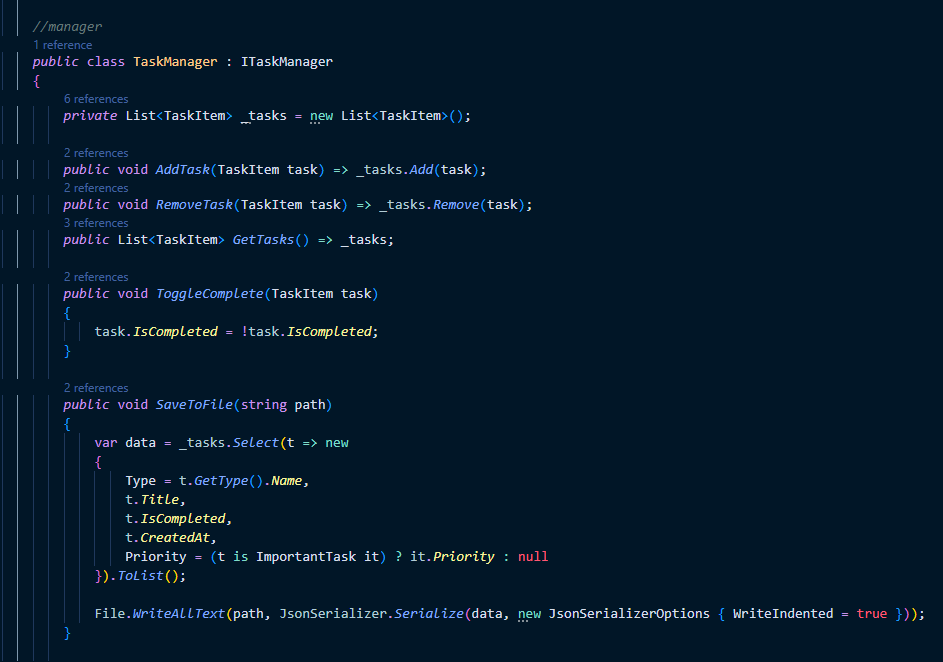 //manager
1 reference
public class TaskManager : ITaskManager
{
6 references
private List<TaskItem> _tasks = new List<TaskItem>();
2 references
public void AddTask(TaskItem task) => _tasks.Add(task);
2 references
public void RemoveTask(TaskItem task) => _tasks.Remove(task);
3 references
public List<TaskItem> GetTasks() => _tasks;
2 references
public void ToggleComplete(TaskItem task)
{
task.IsCompleted = !task.IsCompleted;
}
2 references
public void SaveToFile(string path)
{
var data = _tasks.Select(t => new
{
Type = t.GetType().Name,
t.Title,
t.IsCompleted,
t.CreatedAt,
Priority = (t is ImportantTask it) ? it.Priority : null
}).ToList();
File.WriteAllText(path, JsonSerializer.Serialize(data, new JsonSerializerOptions { WriteIndented = true }));
}